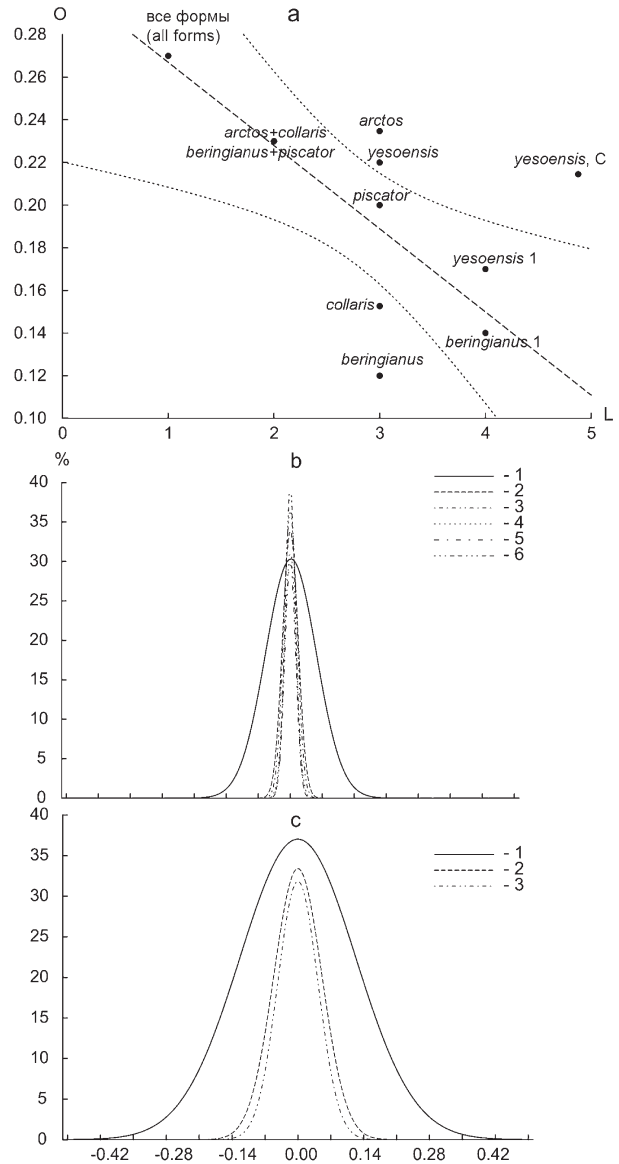 O
a
все формы
(all forms)
0.28
0.26
0.24
0.22
0.20
0.18
0.16
0.14
0.12
0.10
arctos
arctos+collaris
beringianus+piscator
yesoensis
yesoensis, C
piscator
yesoensis 1
collaris
beringianus 1
beringianus
L
0 1 2 3 4 5
%
b
40
35
30
25
20
15
10
5
0
- 1
- 2
- 3
- 4
- 5
- 6
c
40
35
30
25
20
15
10
5
0
- 1
- 2
- 3
-0.42 -0.28 -0.14 0.00 0.14 0.28 0.42